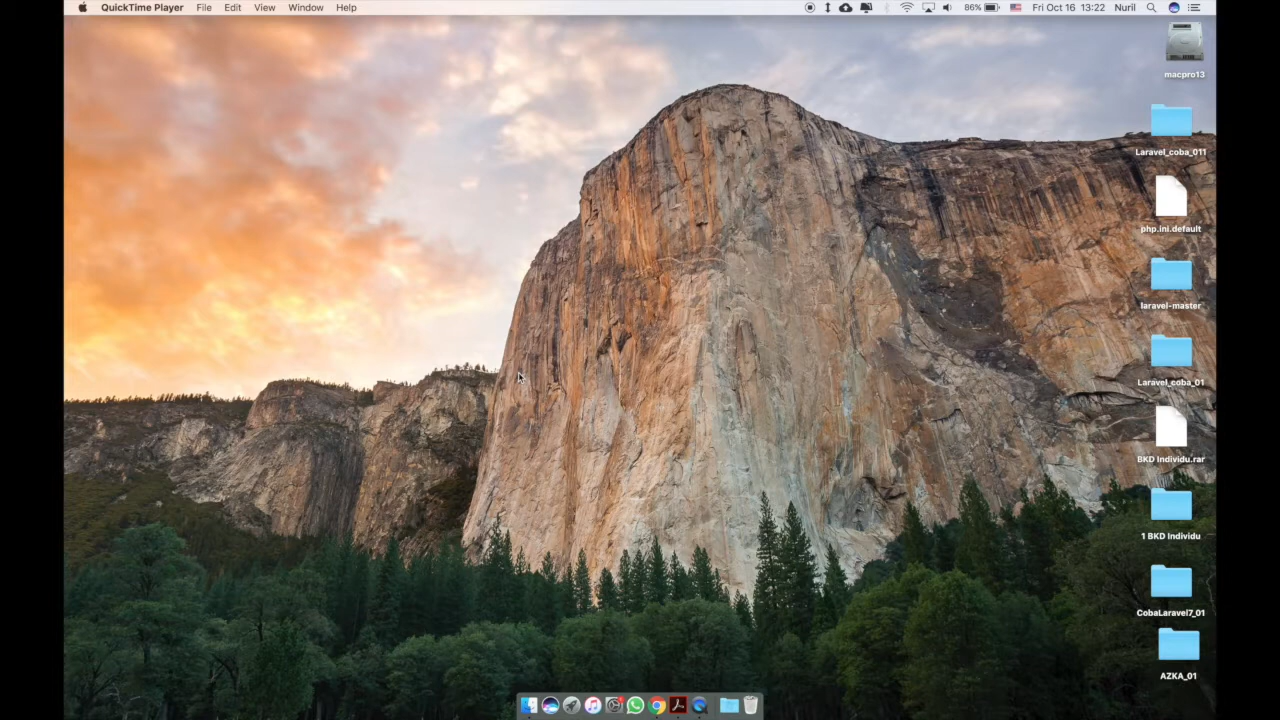 QuickTime Player File Edit View Window Help 86% Fri Oct 16 13:22 Nuril
macpro13
Laravel_coba_011
php.ini.default
laravel-master
Laravel_coba_01
BKD Individu.rar
1 BKD Individu
CobaLaravel7_01
AZKA_01